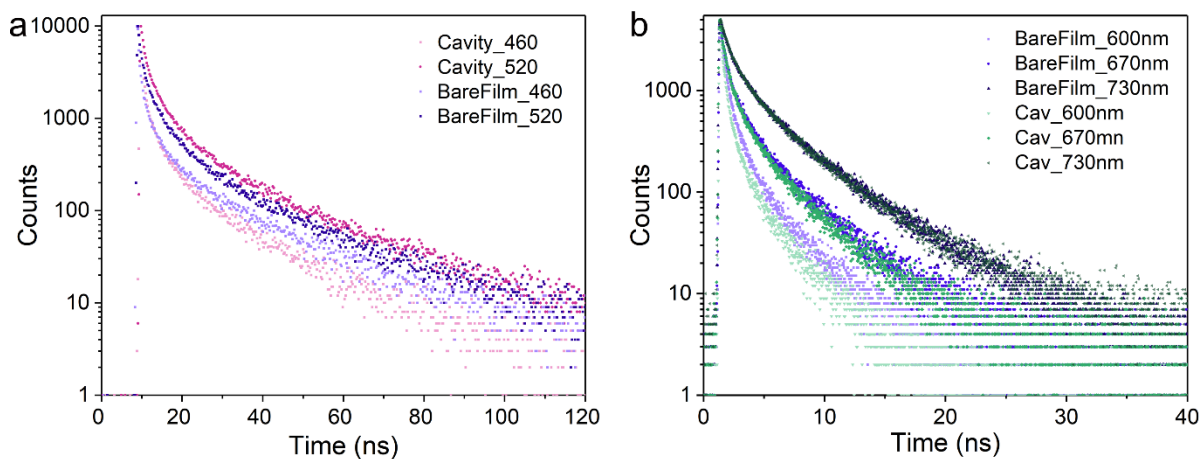 a
10000
1000
100
10
1
Counts
0
20
40
60
80
100
120
Time (ns)
Cavity_460
Cavity_520
BareFilm_460
BareFilm_520
b
1000
100
10
1
Counts
0
10
20
30
40
Time (ns)
BareFilm_600nm
BareFilm_670nm
BareFilm_730nm
Cav_600nm
Cav_670mn
Cav_730nm